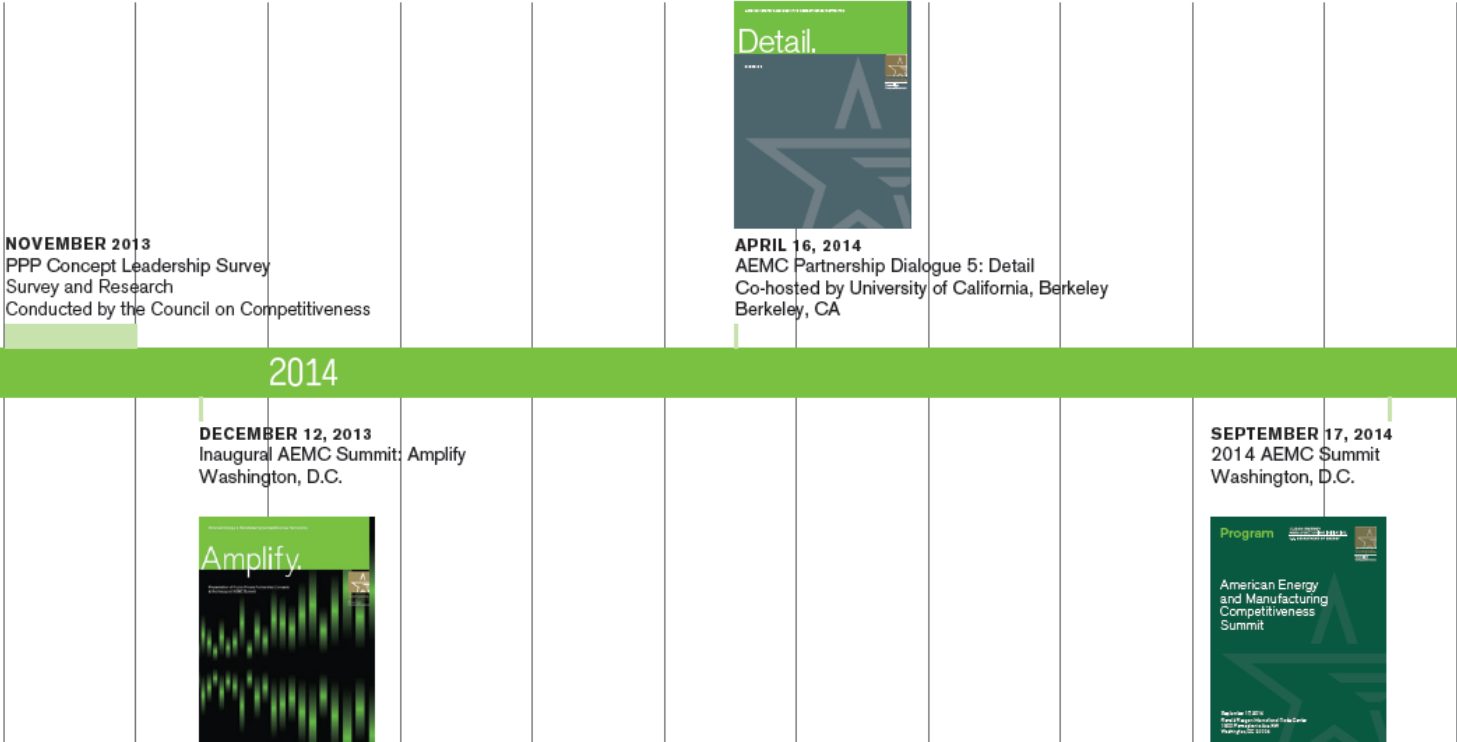 Detail.
NOVEMBER 2013
PPP Concept Leadership Survey
Survey and Research
Conducted by the Council on Competitiveness
APRIL 16, 2014
AEMC Partnership Dialogue 5: Detail
Co-hosted by University of California, Berkeley
Berkeley, CA
2014
DECEMBER 12, 2013
Inaugural AEMC Summit: Amplify
Washington, D.C.
SEPTEMBER 17, 2014
2014 AEMC Summit
Washington, D.C.
Amplify.
Program
American Energy
and Manufacturing
Competitiveness
Summit
September 17, 2014